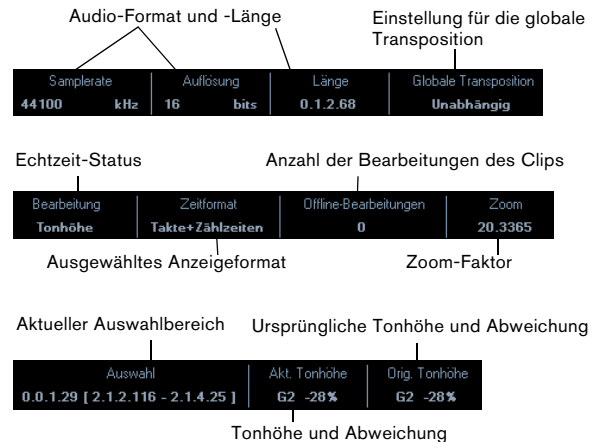 Audio-Format und -Länge
Einstellung für die globale
Transposition
Samplerate Auflösung Länge Globale Transposition
44100 kHz 16 bits 0.1.2.68 Unabhängig
Echtzeit-Status
Anzahl der Bearbeitungen des Clips
Bearbeitung Zeitformat Offline-Bearbeitungen Zoom
Tonhöhe Takte+Zählzeiten 0 20.3365
Ausgewähltes Anzeigeformat
Zoom-Faktor
Aktueller Auswahlbereich
Ursprüngliche Tonhöhe und Abweichung
Auswahl Akt. Tonhöhe Orig. Tonhöhe
0.0.1.29 [ 2.1.2.116 - 2.1.4.25 ] G2 -28% G2 -28%
Tonhöhe und Abweichung